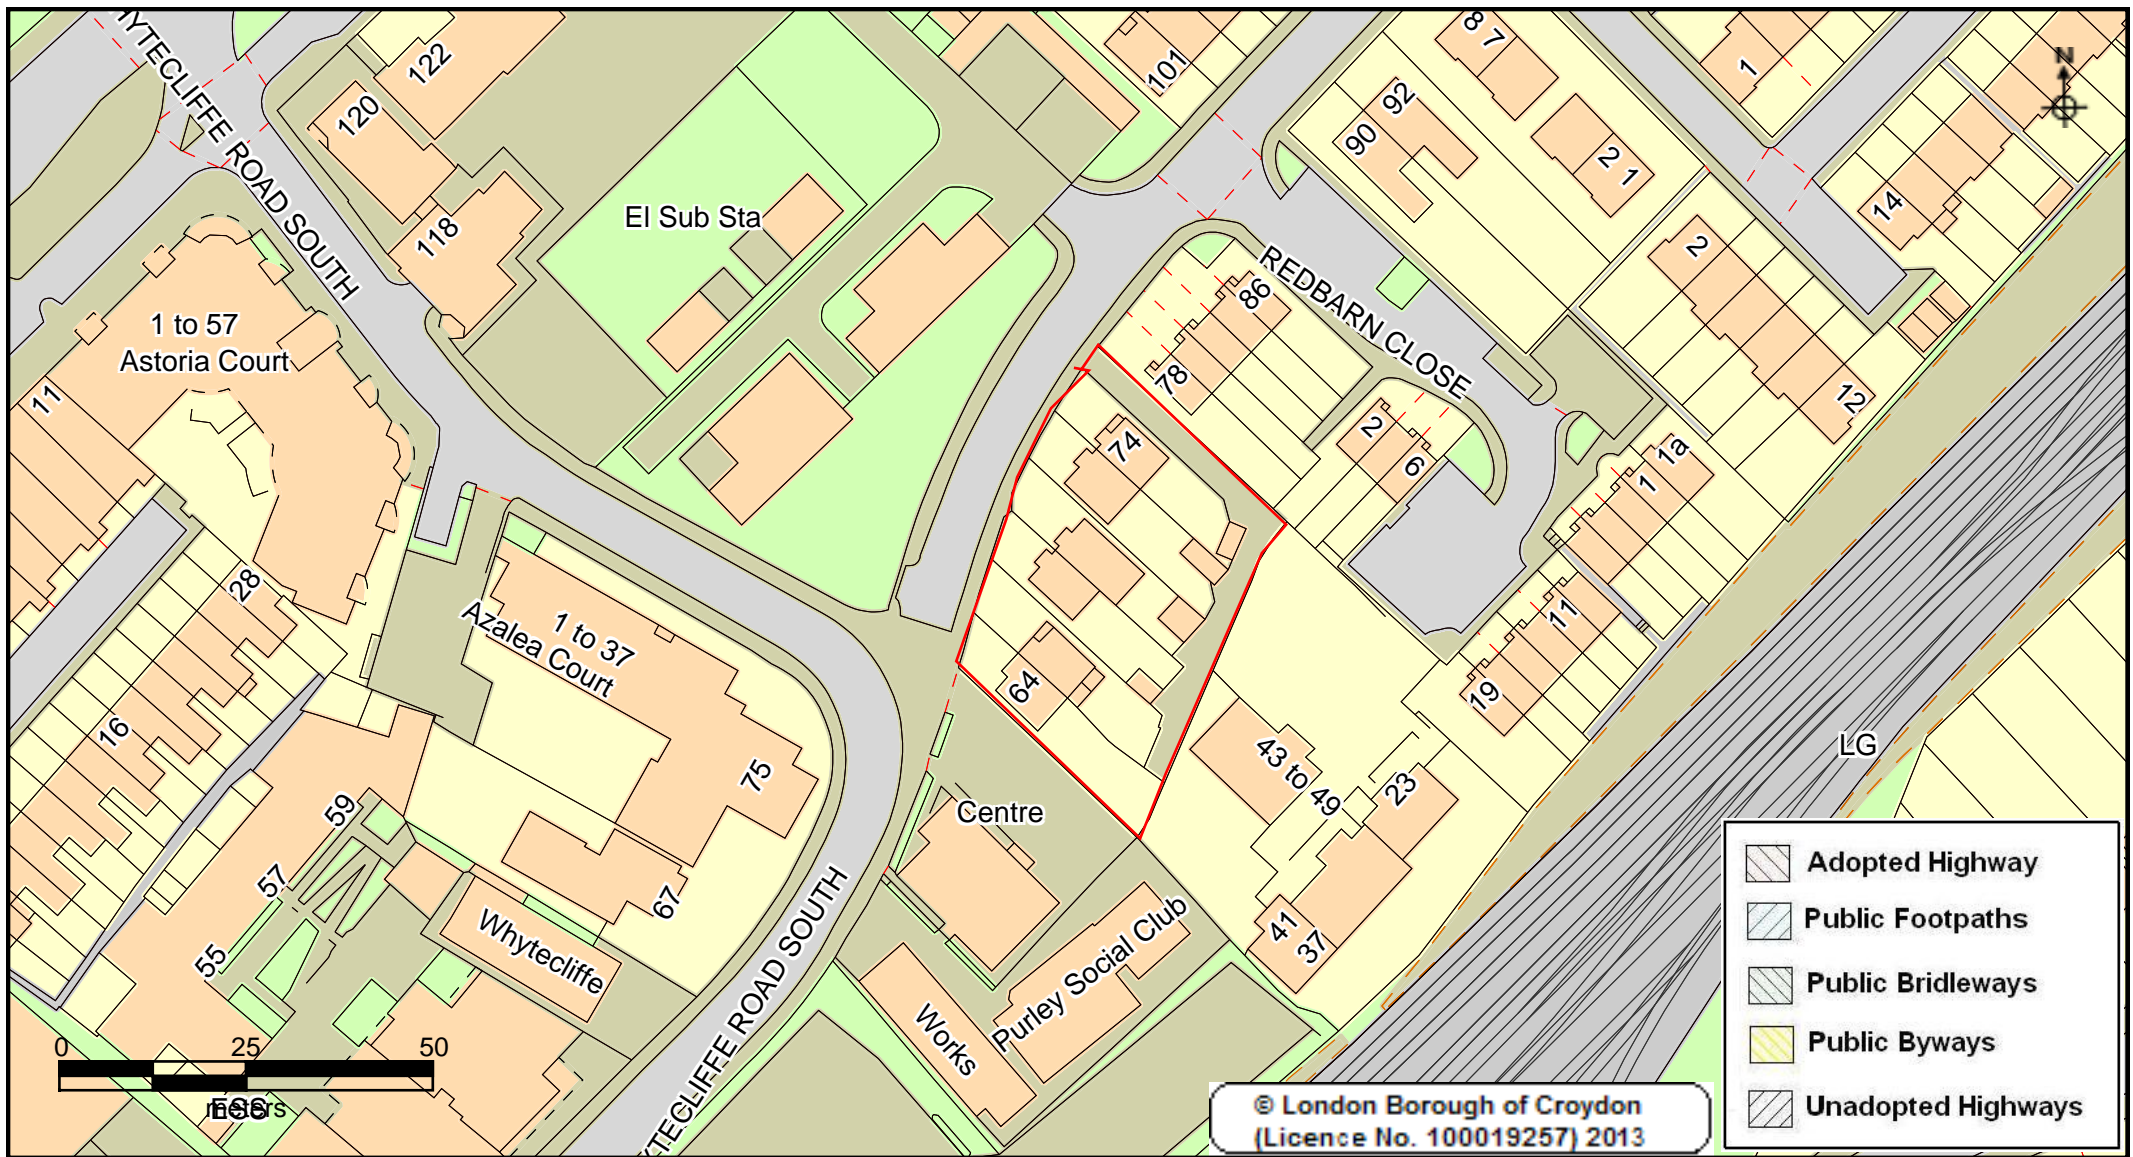 HYTECLIFFE ROAD SOUTH
122
120
118
101
8 7
92
90
2 1
1
14
N
El Sub Sta
REDBARN CLOSE
86
78
2
12
1 to 57
Astoria Court
11
74
2
6
1a
1
11
19
28
16
1 to 37
Azalea Court
64
75
43 to 49
23
LG
Centre
59
57
55
67
Whytecliffe
41
37
Purley Social Club
Works
YTECLIFFE ROAD SOUTH
0 25 50
meters
ESS
Adopted Highway
Public Footpaths
Public Bridleways
Public Byways
Unadopted Highways
© London Borough of Croydon
(Licence No. 100019257) 2013